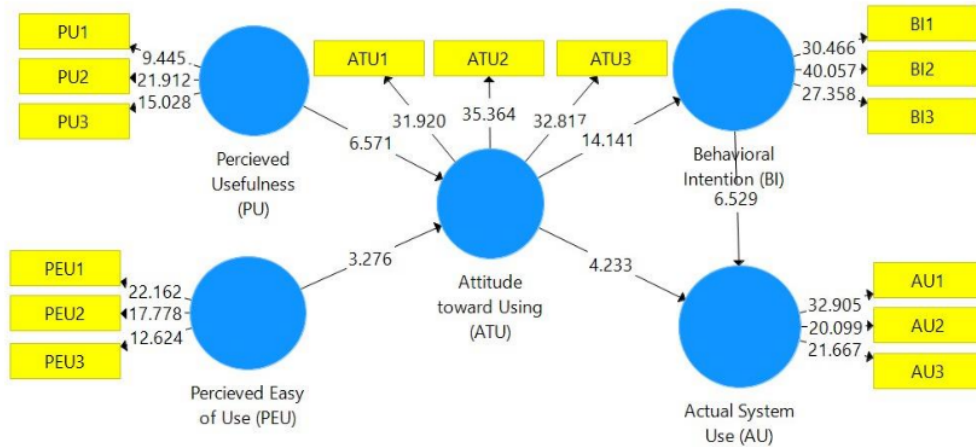 PU1
PU2
PU3
9.445
21.912
15.028
Percieved
Usefulness
(PU)
6.571
ATU1
ATU2
ATU3
31.920
35.364
32.817
14.141
BI1
BI2
BI3
30.466
40.057
27.358
Behavioral
Intention (BI)
6.529
PEU1
PEU2
PEU3
22.162
17.778
12.624
Percieved Easy
of Use (PEU)
3.276
Attitude
toward Using
(ATU)
4.233
AU1
AU2
AU3
32.905
20.099
21.667
Actual System
Use (AU)